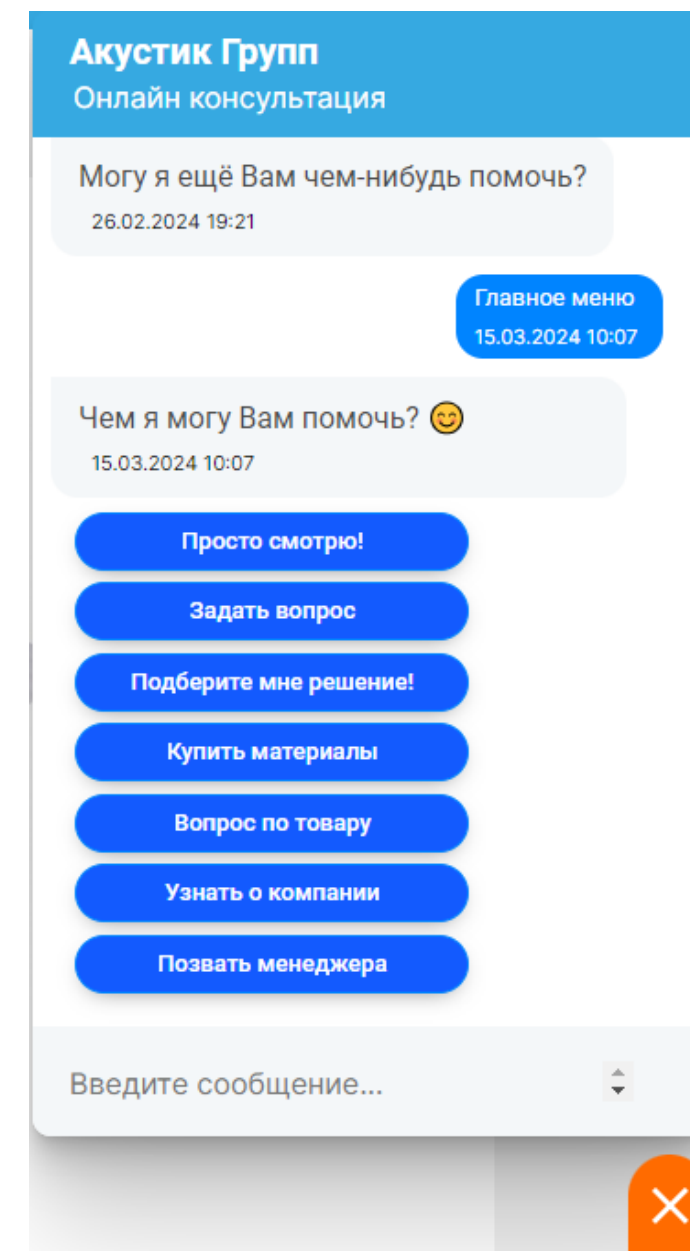 Акустик Групп
Онлайн консультация
Могу я ещё Вам чем-нибудь помочь?
26.02.2024 19:21
Главное меню
15.03.2024 10:07
Чем я могу Вам помочь? 😊
15.03.2024 10:07
Просто смотрю!
Задать вопрос
Подберите мне решение!
Купить материалы
Вопрос по товару
Узнать о компании
Позвать менеджера
Введите сообщение...